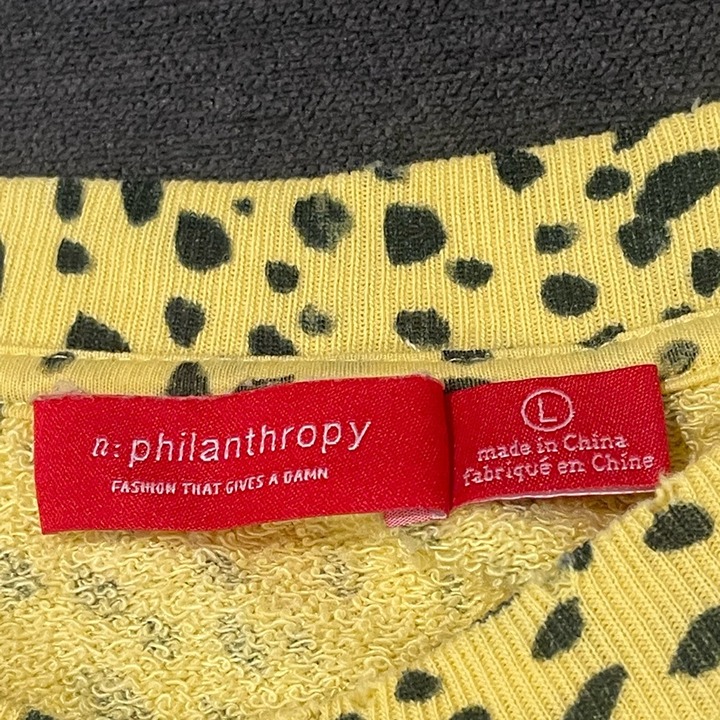 n:philanthropy
FASHION THAT GIVES A DAMN
L
made in China
fabriqué en Chine